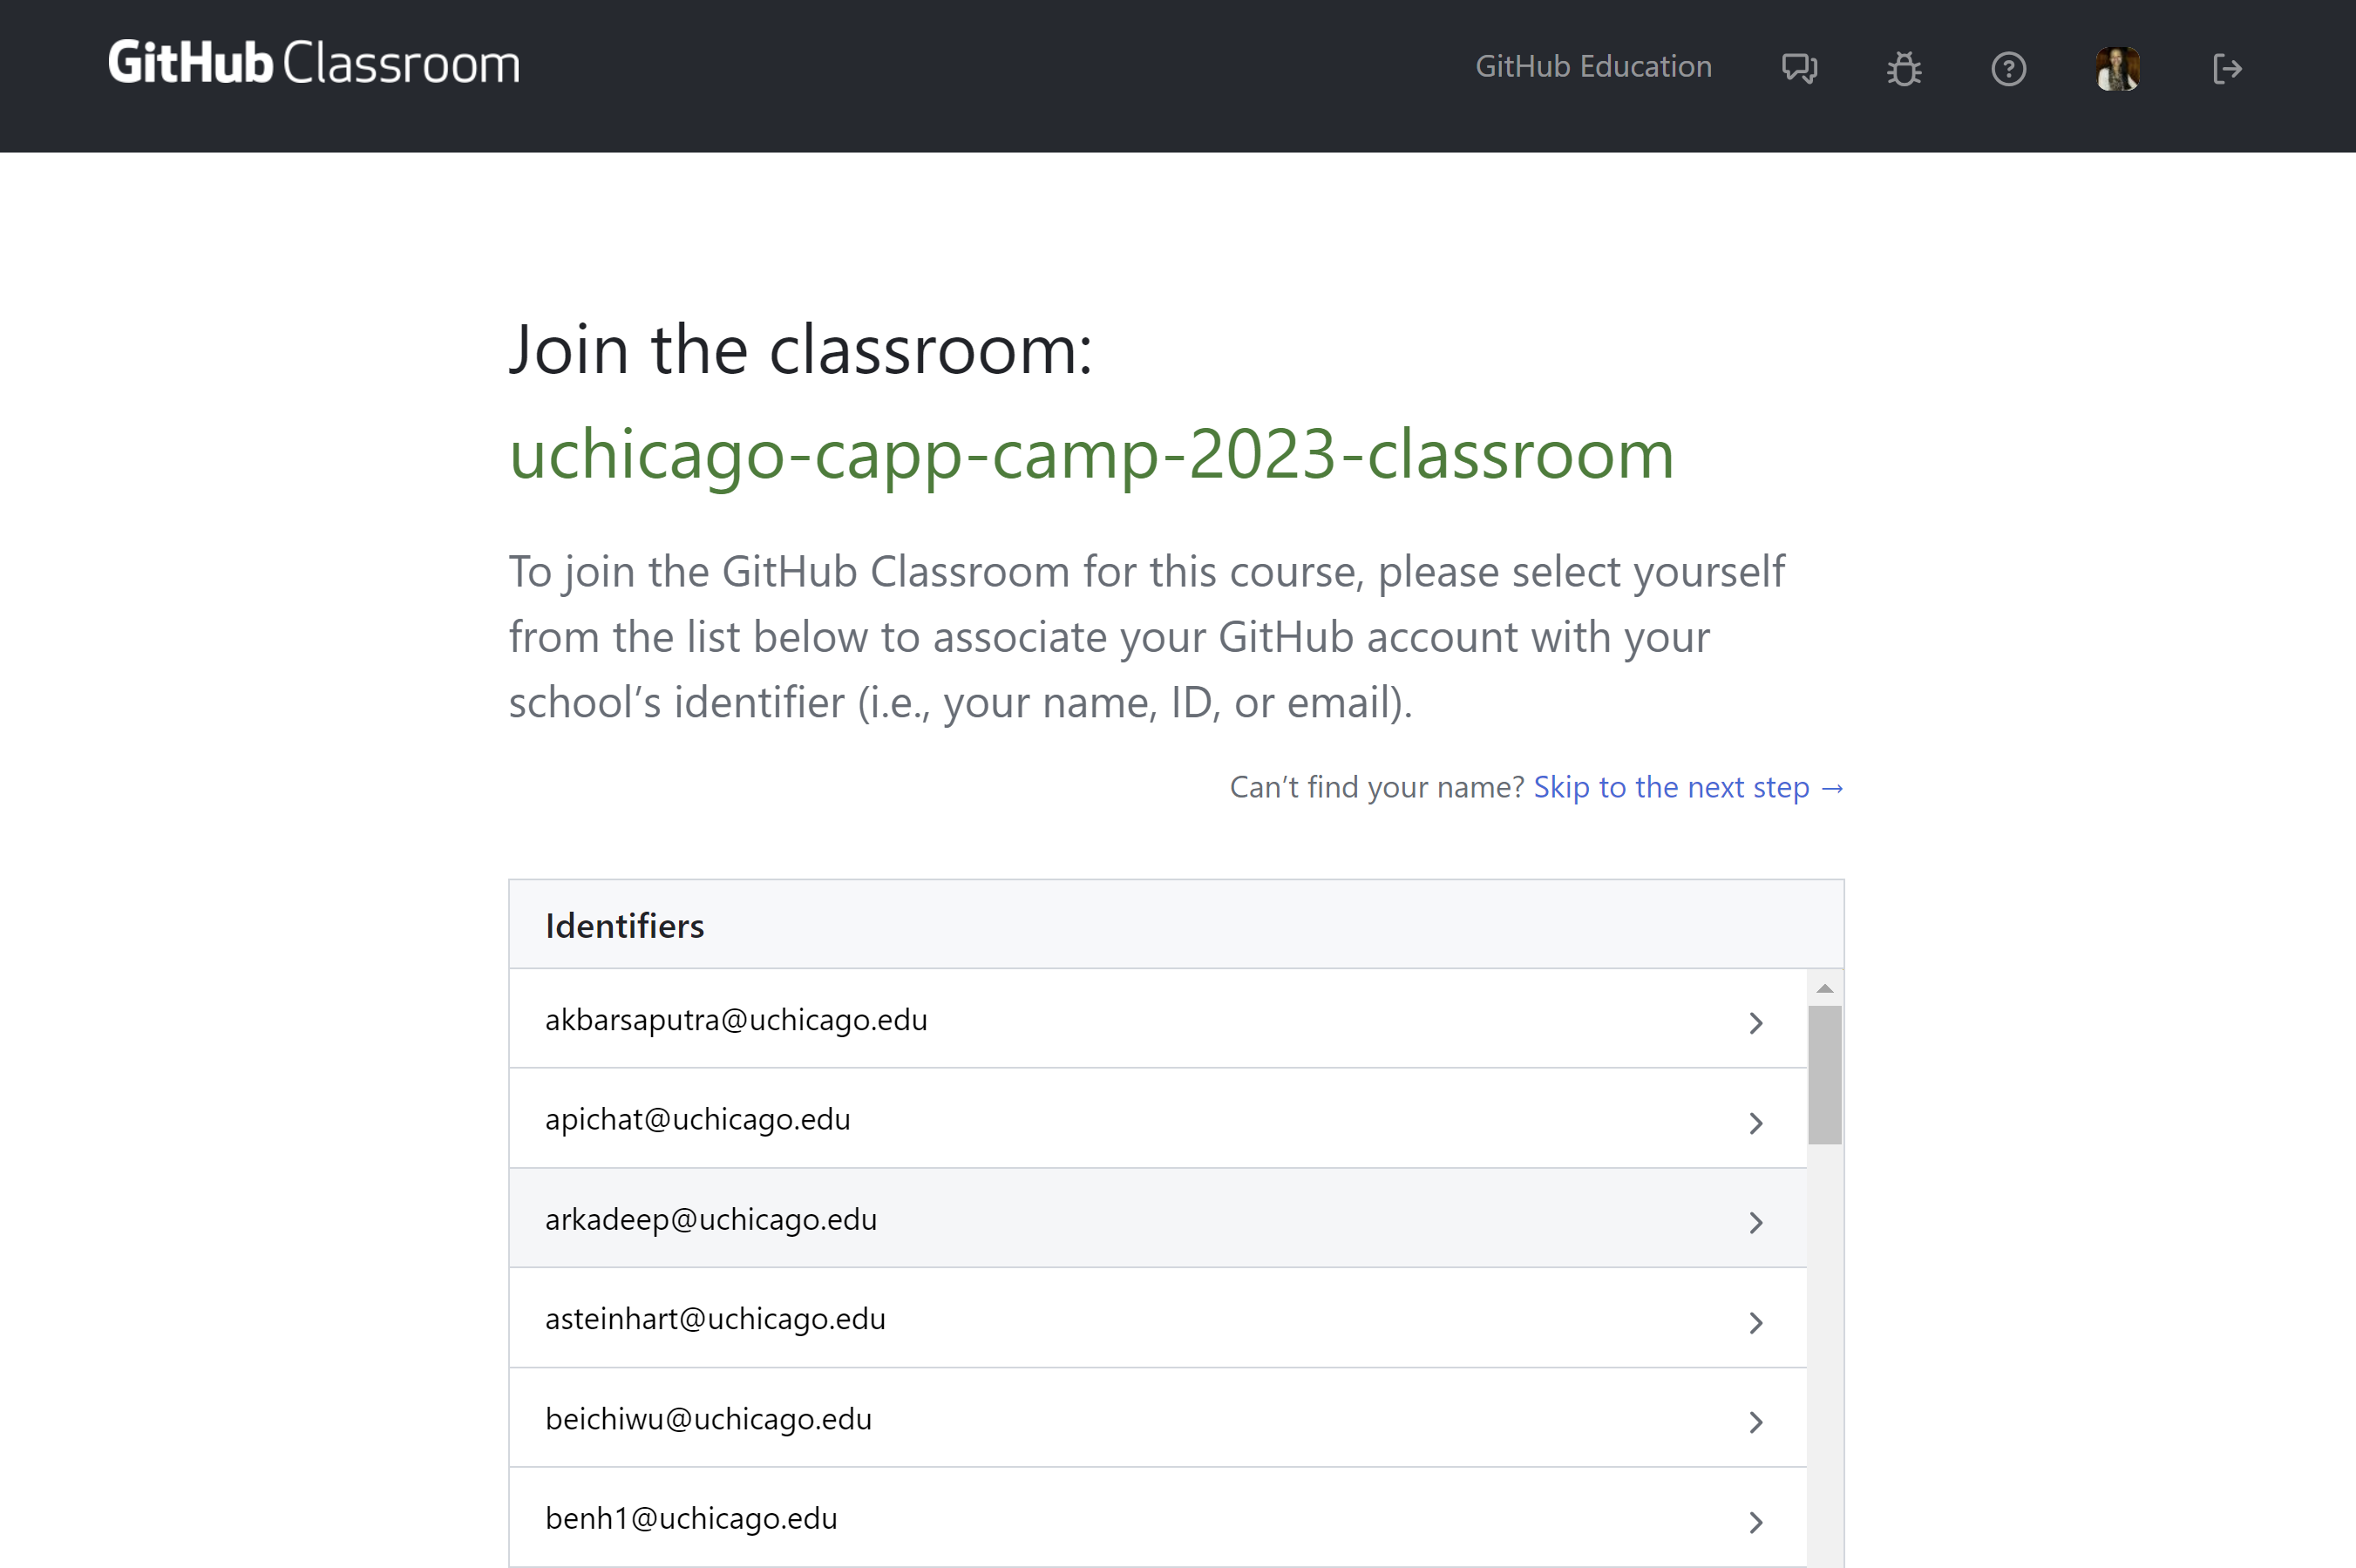 GitHub Classroom
GitHub Education
Join the classroom:
uchicago-capp-camp-2023-classroom
To join the GitHub Classroom for this course, please select yourself
from the list below to associate your GitHub account with your
school’s identifier (i.e., your name, ID, or email).
Can’t find your name? Skip to the next step →
Identifiers
akbarsaputra@uchicago.edu
apichat@uchicago.edu
arkadeep@uchicago.edu
asteinhart@uchicago.edu
beichiwu@uchicago.edu
benh1@uchicago.edu